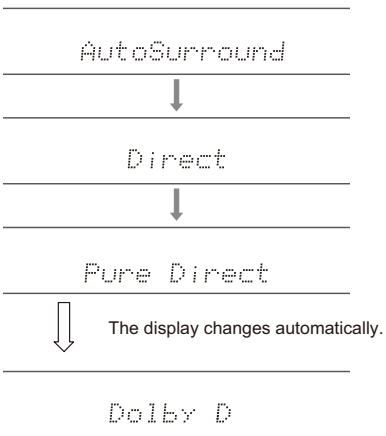 AutoSurround
Direct
Pure Direct
The display changes automatically.
Dolby D